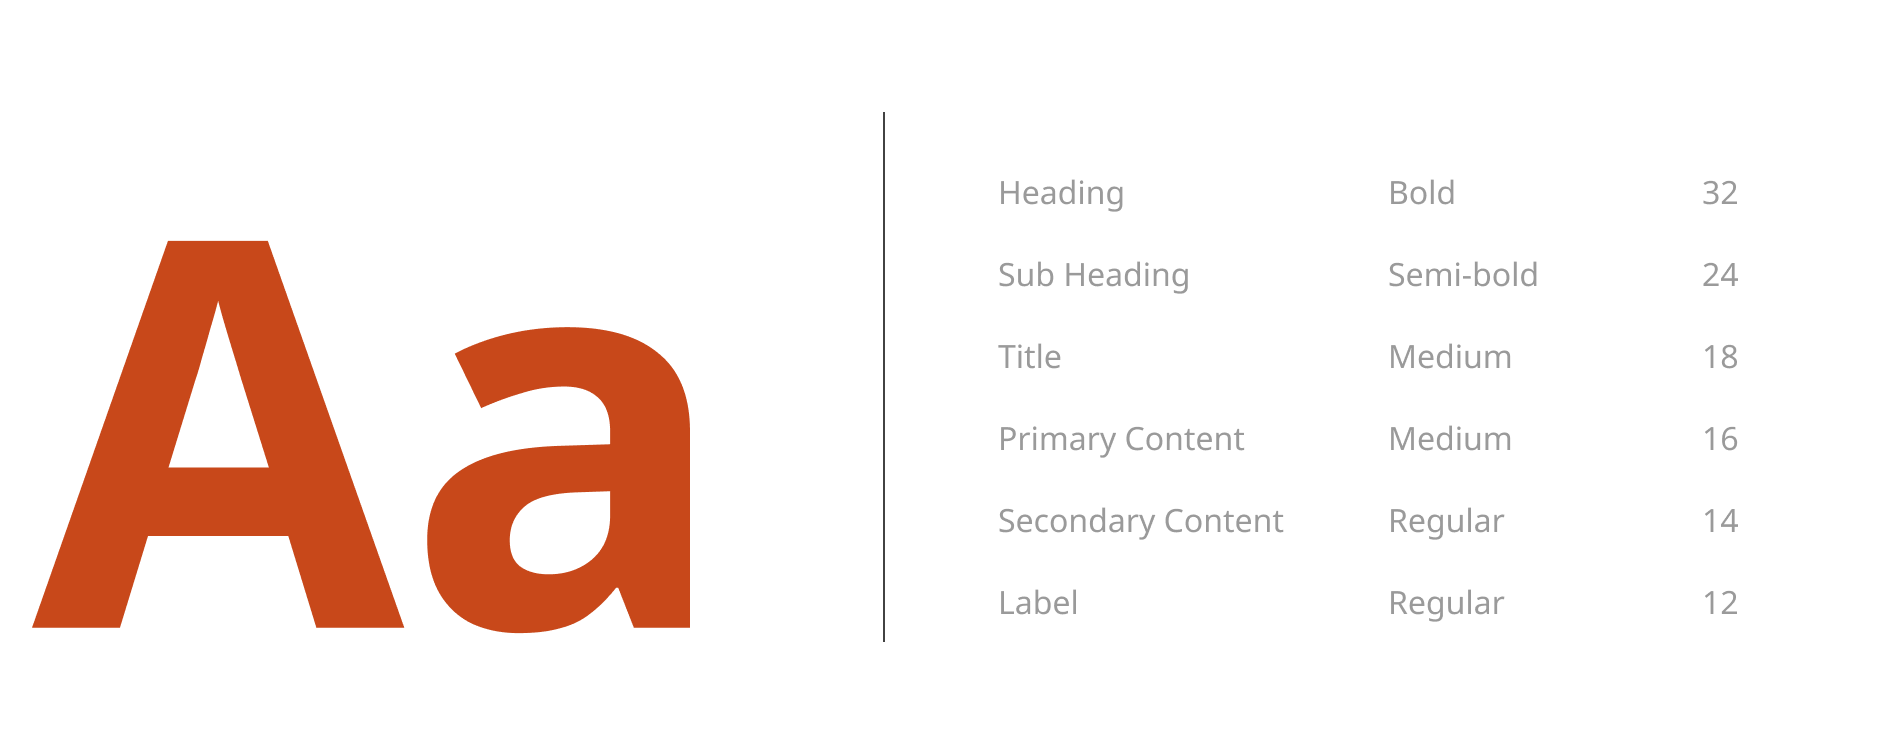 Aa
Heading Bold 32
Sub Heading Semi-bold 24
Title Medium 18
Primary Content Medium 16
Secondary Content Regular 14
Label Regular 12